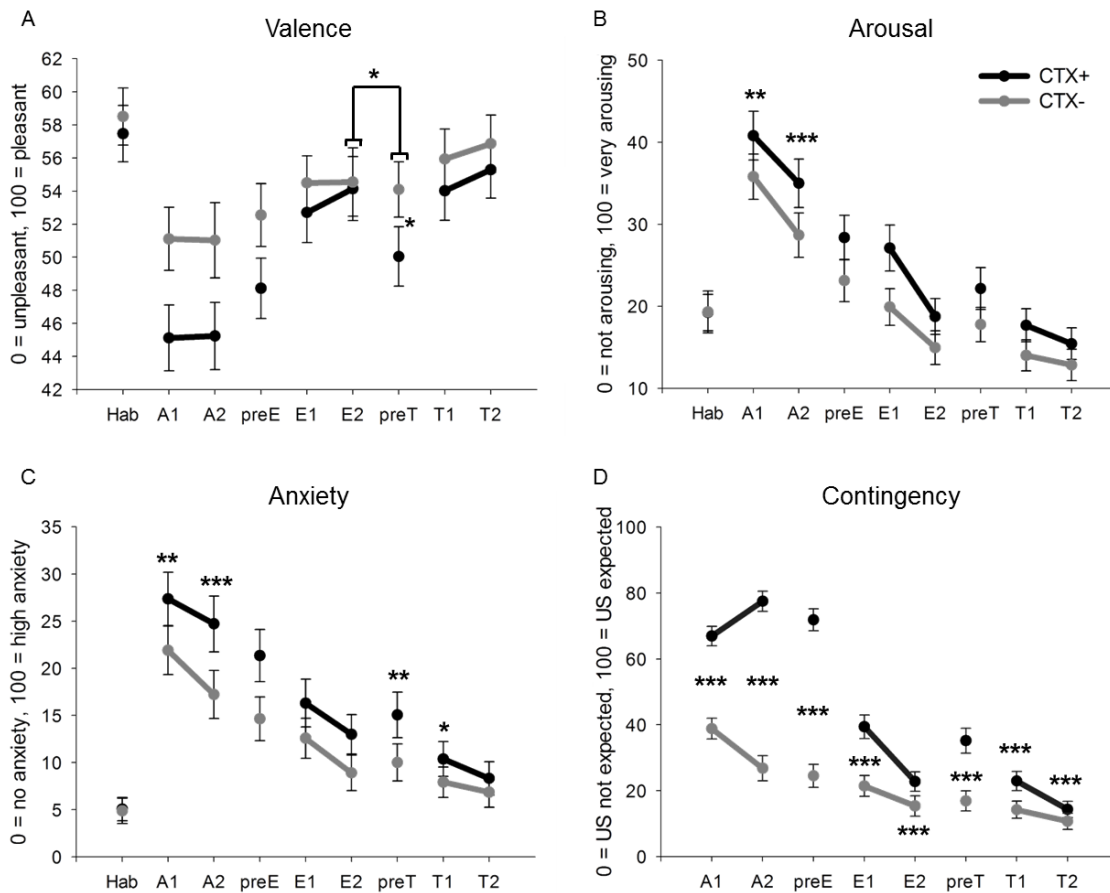 A
Valence
0 = unpleasant, 100 = pleasant
62
60
58
56
54
52
50
48
46
44
42
*
*
Hab A1 A2 preE E1 E2 preT T1 T2
B
Arousal
0 = not arousing, 100 = very arousing
50
40
30
20
10
**
***
CTX+
CTX-
Hab A1 A2 preE E1 E2 preT T1 T2
C
Anxiety
0 = no anxiety, 100 = high anxiety
35
30
25
20
15
10
5
0
**
***
**
*
Hab A1 A2 preE E1 E2 preT T1 T2
D
Contingency
0 = US not expected, 100 = US expected
100
80
60
40
20
0
***
***
***
***
***
***
***
***
A1 A2 preE E1 E2 preT T1 T2